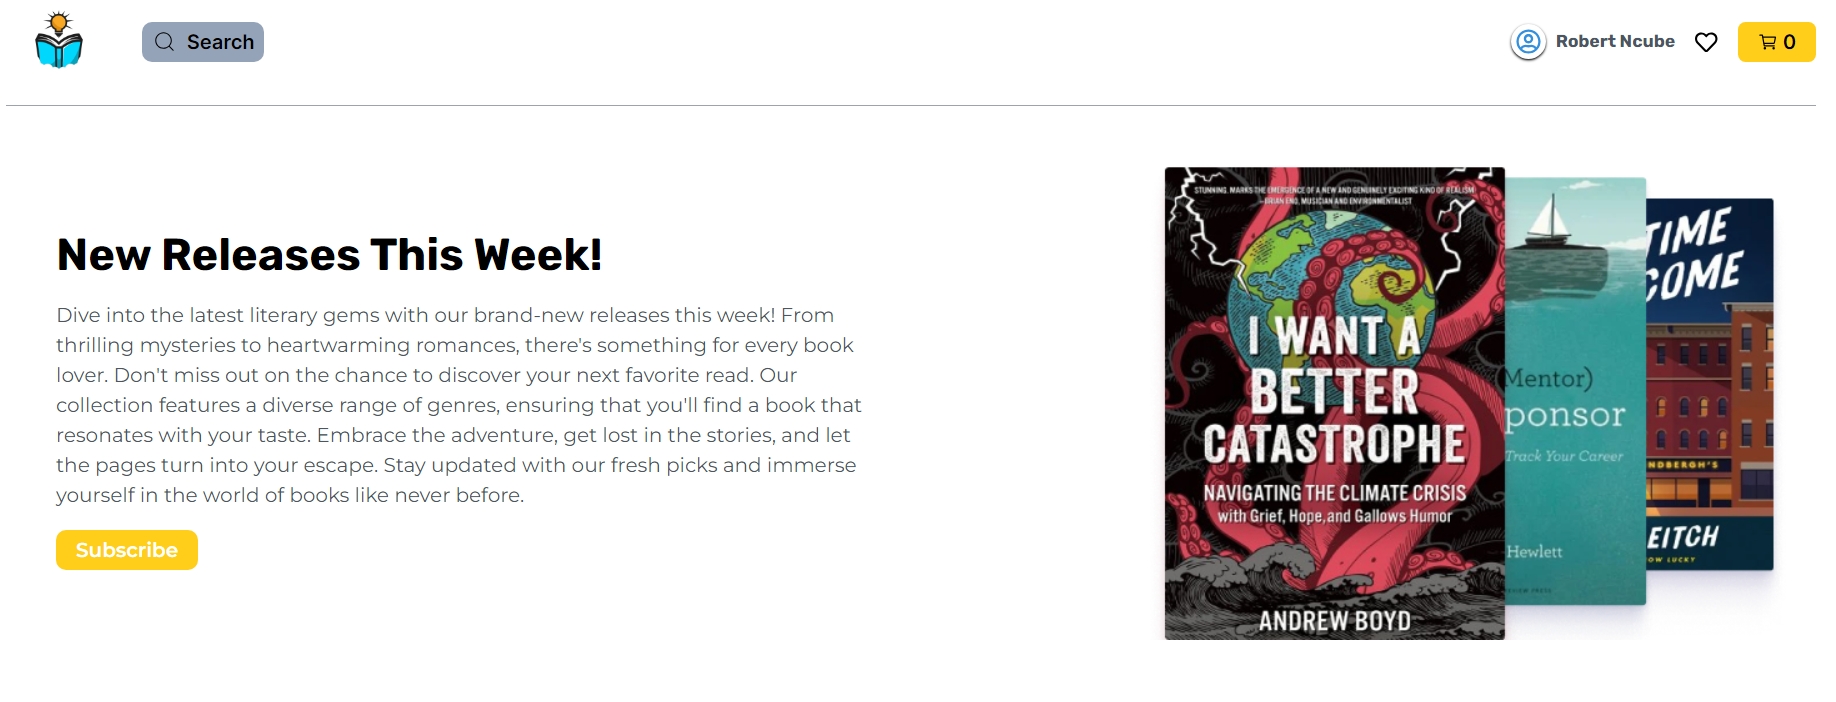 Search
Robert Ncube
0
New Releases This Week!
Dive into the latest literary gems with our brand-new releases this week! From
thrilling mysteries to heartwarming romances, there's something for every book
lover. Don't miss out on the chance to discover your next favorite read. Our
collection features a diverse range of genres, ensuring that you'll find a book that
resonates with your taste. Embrace the adventure, get lost in the stories, and let
the pages turn into your escape. Stay updated with our fresh picks and immerse
yourself in the world of books like never before.
Subscribe
STUNNING. MARKS THE EMERGENCE OF A NEW AND GENUINELY EXCITING KIND OF REALISM
—BRIAN ENO, MUSICIAN AND ENVIRONMENTALIST
I WANT A
BETTER
CATASTROPHE
NAVIGATING THE CLIMATE CRISIS
with Grief, Hope, and Gallows Humor
ANDREW BOYD
Mentor)
ponsor
Track Your Career
Hewlett
TIME
COME
NDBERGH'S
EITCH
OW LUCKY